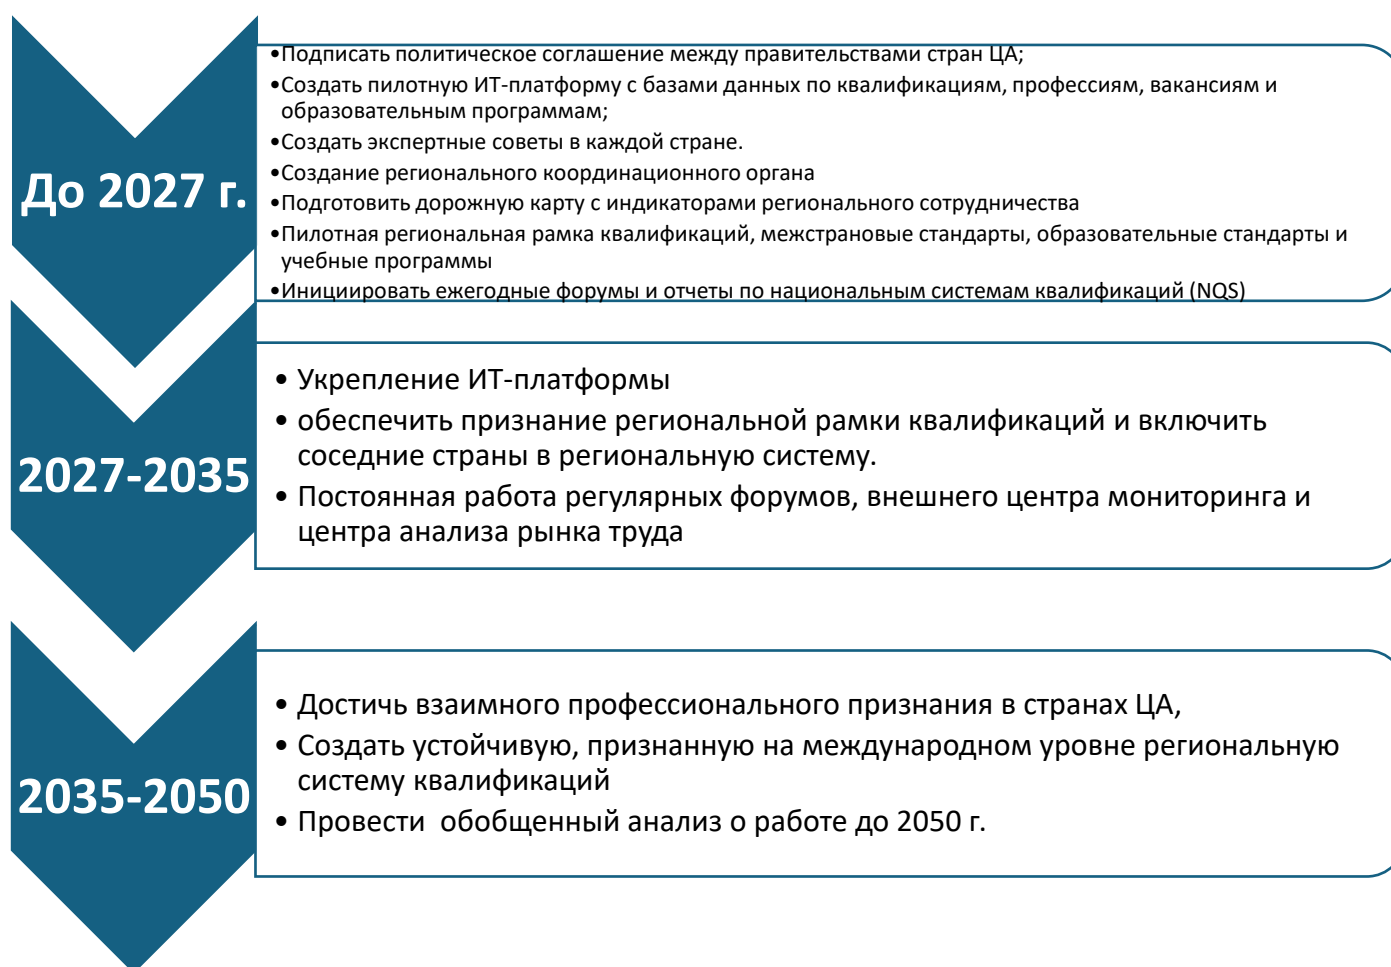 До 2027 г.
•Подписать политическое соглашение между правительствами стран ЦА;
•Создать пилотную ИТ-платформу с базами данных по квалификациям, профессиям, вакансиям и
образовательным программам;
•Создать экспертные советы в каждой стране.
•Создание регионального координационного органа
•Подготовить дорожную карту с индикаторами регионального сотрудничества
•Пилотная региональная рамка квалификаций, межстрановые стандарты, образовательные стандарты и
учебные программы
•Инициировать ежегодные форумы и отчеты по национальным системам квалификаций (NQS)
2027-2035
• Укрепление ИТ-платформы
• обеспечить признание региональной рамки квалификаций и включить
соседние страны в региональную систему.
• Постоянная работа регулярных форумов, внешнего центра мониторинга и
центра анализа рынка труда
2035-2050
• Достичь взаимного профессионального признания в странах ЦА,
• Создать устойчивую, признанную на международном уровне региональную
систему квалификаций
• Провести  обобщенный анализ о работе до 2050 г.